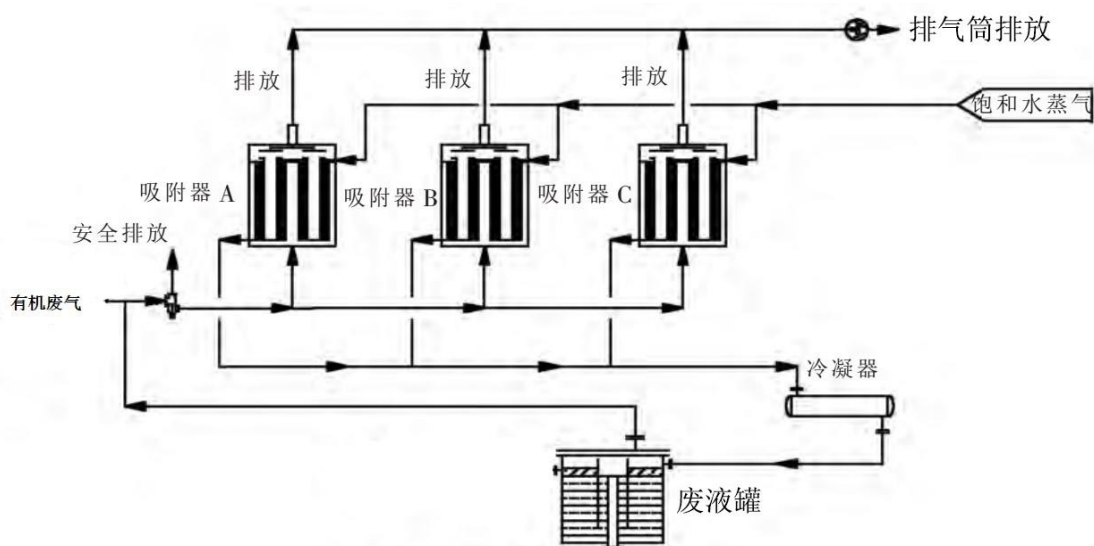 排气筒排放
排放
排放
排放
饱和水蒸气
吸附器 A
吸附器 B
吸附器 C
安全排放
有机废气
冷凝器
废液罐